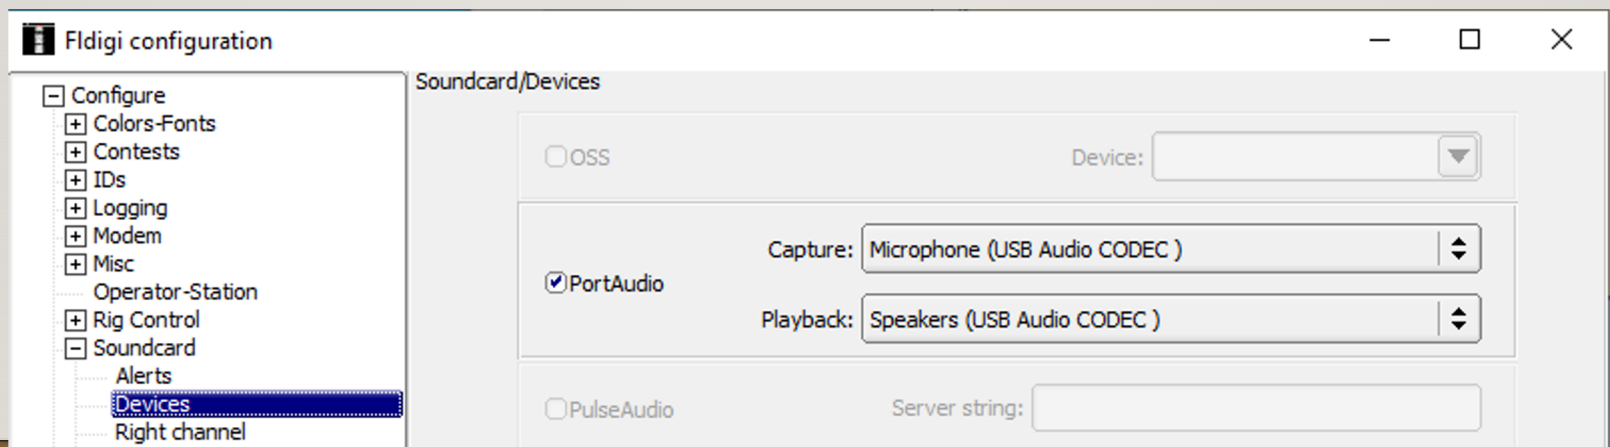 Fldigi configuration
Configure
Colors-Fonts
Contests
IDs
Logging
Modem
Misc
Operator-Station
Rig Control
Soundcard
Alerts
Devices
Right channel
Soundcard/Devices
OSS
Device:
PortAudio
Capture: Microphone (USB Audio CODEC )
Playback: Speakers (USB Audio CODEC )
PulseAudio
Server string: